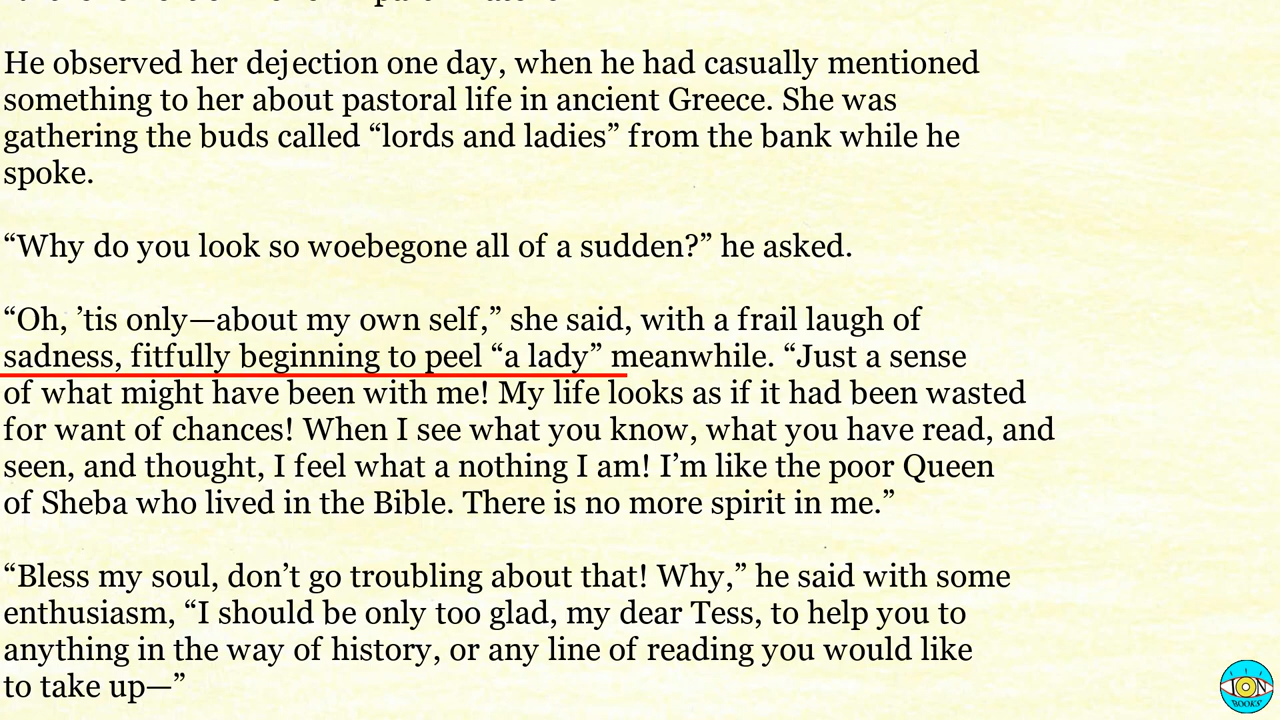 He observed her dejection one day, when he had casually mentioned
something to her about pastoral life in ancient Greece. She was
gathering the buds called “lords and ladies” from the bank while he
spoke.
“Why do you look so woebegone all of a sudden?” he asked.
“Oh, ’tis only—about my own self,” she said, with a frail laugh of
sadness, fitfully beginning to peel “a lady” meanwhile. “Just a sense
of what might have been with me! My life looks as if it had been wasted
for want of chances! When I see what you know, what you have read, and
seen, and thought, I feel what a nothing I am! I’m like the poor Queen
of Sheba who lived in the Bible. There is no more spirit in me.”
“Bless my soul, don’t go troubling about that! Why,” he said with some
enthusiasm, “I should be only too glad, my dear Tess, to help you to
anything in the way of history, or any line of reading you would like
to take up—”
ION
BOOKS